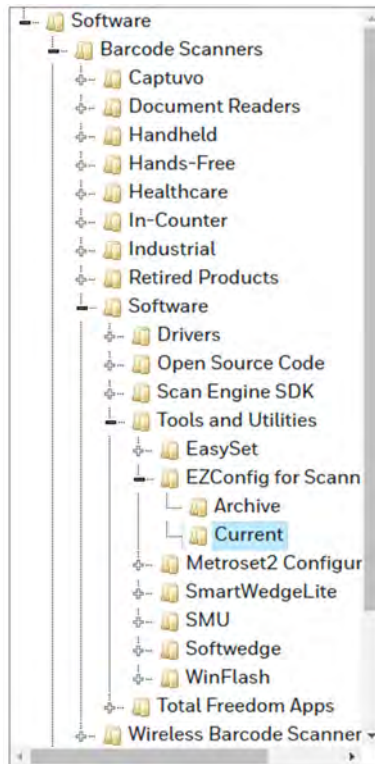 Software
Barcode Scanners
Captuvo
Document Readers
Handheld
Hands-Free
Healthcare
In-Counter
Industrial
Retired Products
Software
Drivers
Open Source Code
Scan Engine SDK
Tools and Utilities
EasySet
EZConfig for Scann
Archive
Current
Metroset2 Configur
SmartWedgeLite
SMU
Softwedge
WinFlash
Total Freedom Apps
Wireless Barcode Scanner